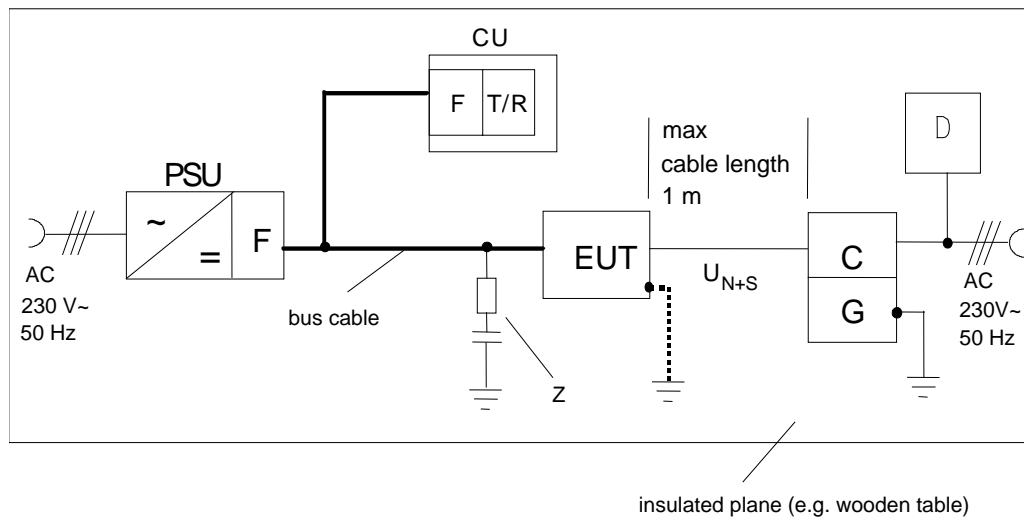 CU
F
T/R
D
max
cable length
1 m
PSU
~
=
F
EUT
U_{N+S}
C
G
AC
230 V~
50 Hz
bus cable
Z
AC
230V~
50 Hz
insulated plane (e.g. wooden table)